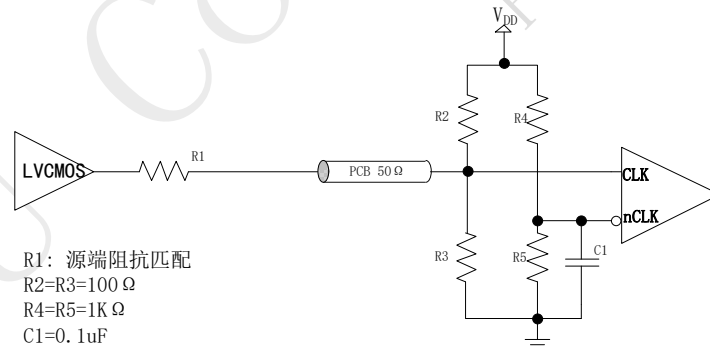 V_DD
R2
R4
LVCMOS
R1
PCB 50Ω
CLK
nCLK
R3
R5
C1
R1: 源端阻抗匹配
R2=R3=100Ω
R4=R5=1KΩ
C1=0.1uF